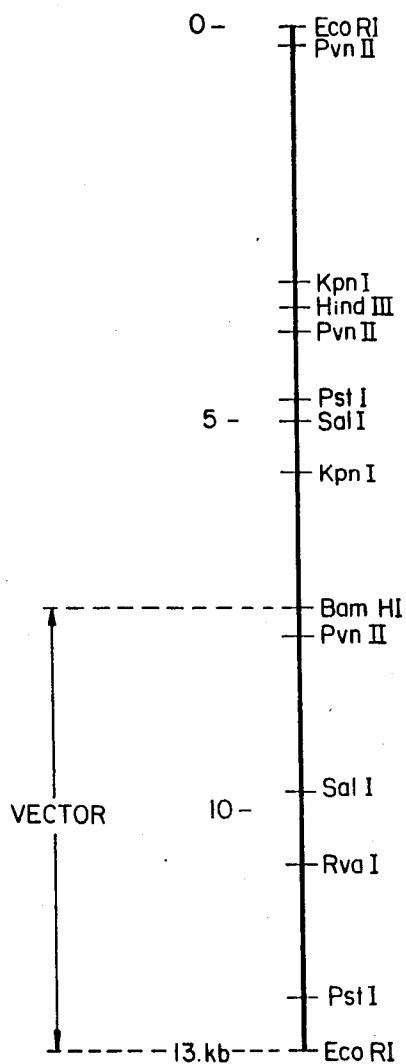 0 – Eco RI
Pvn II
Kpn I
Hind III
Pvn II
Pst I
5 – Sal I
Kpn I
Bam HI
Pvn II
Sal I
10 –
VECTOR
Rva I
Pst I
13.kb Eco RI